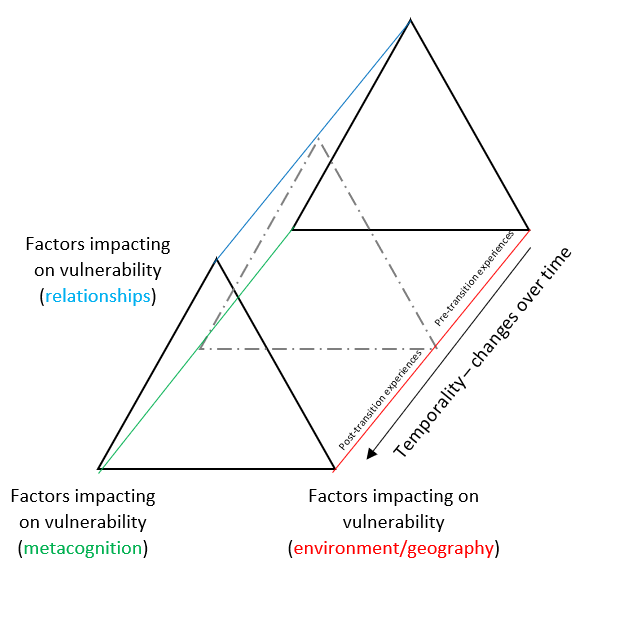 Factors impacting
on vulnerability
(relationships)
Pre-transition experiences
Temporality – changes over time
Post-transition experiences
Factors impacting
on vulnerability
(metacognition)
Factors impacting on
vulnerability
(environment/geography)